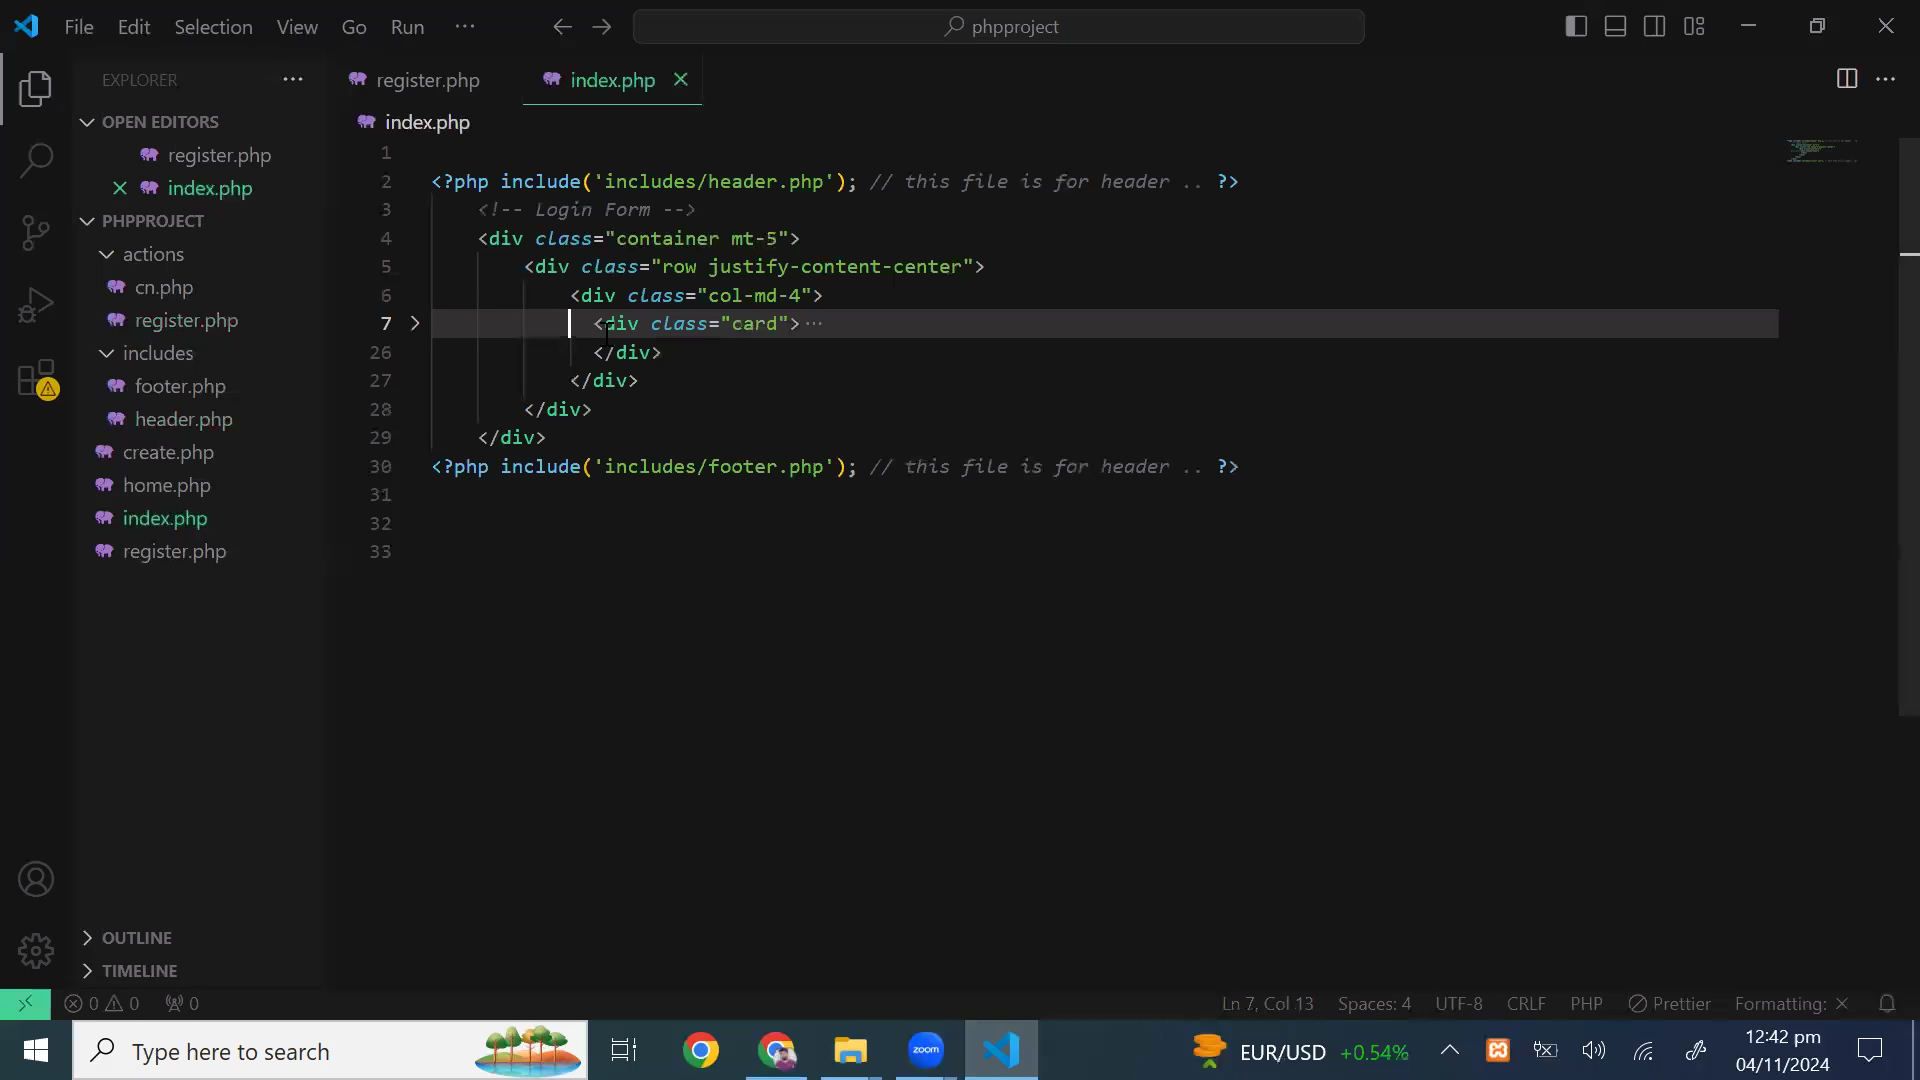 File Edit Selection View Go Run ···
phpproject
EXPLORER ···
OPEN EDITORS
register.php
index.php
PHPPROJECT
actions
cn.php
register.php
includes
footer.php
header.php
create.php
home.php
index.php
register.php
OUTLINE
TIMELINE
register.php index.php
index.php
1
2 <?php include('includes/header.php'); // this file is for header .. ?>
3 <!-- Login Form -->
4 <div class="container mt-5">
5 <div class="row justify-content-center">
6 <div class="col-md-4">
7 <div class="card"> ···
26 </div>
27 </div>
28 </div>
29 </div>
30 <?php include('includes/footer.php'); // this file is for header .. ?>
31
32
33
0 0 0 Ln 7, Col 13 Spaces: 4 UTF-8 CRLF PHP Prettier Formatting: ×
Type here to search zoom EUR/USD +0.54% 12:42 pm
04/11/2024